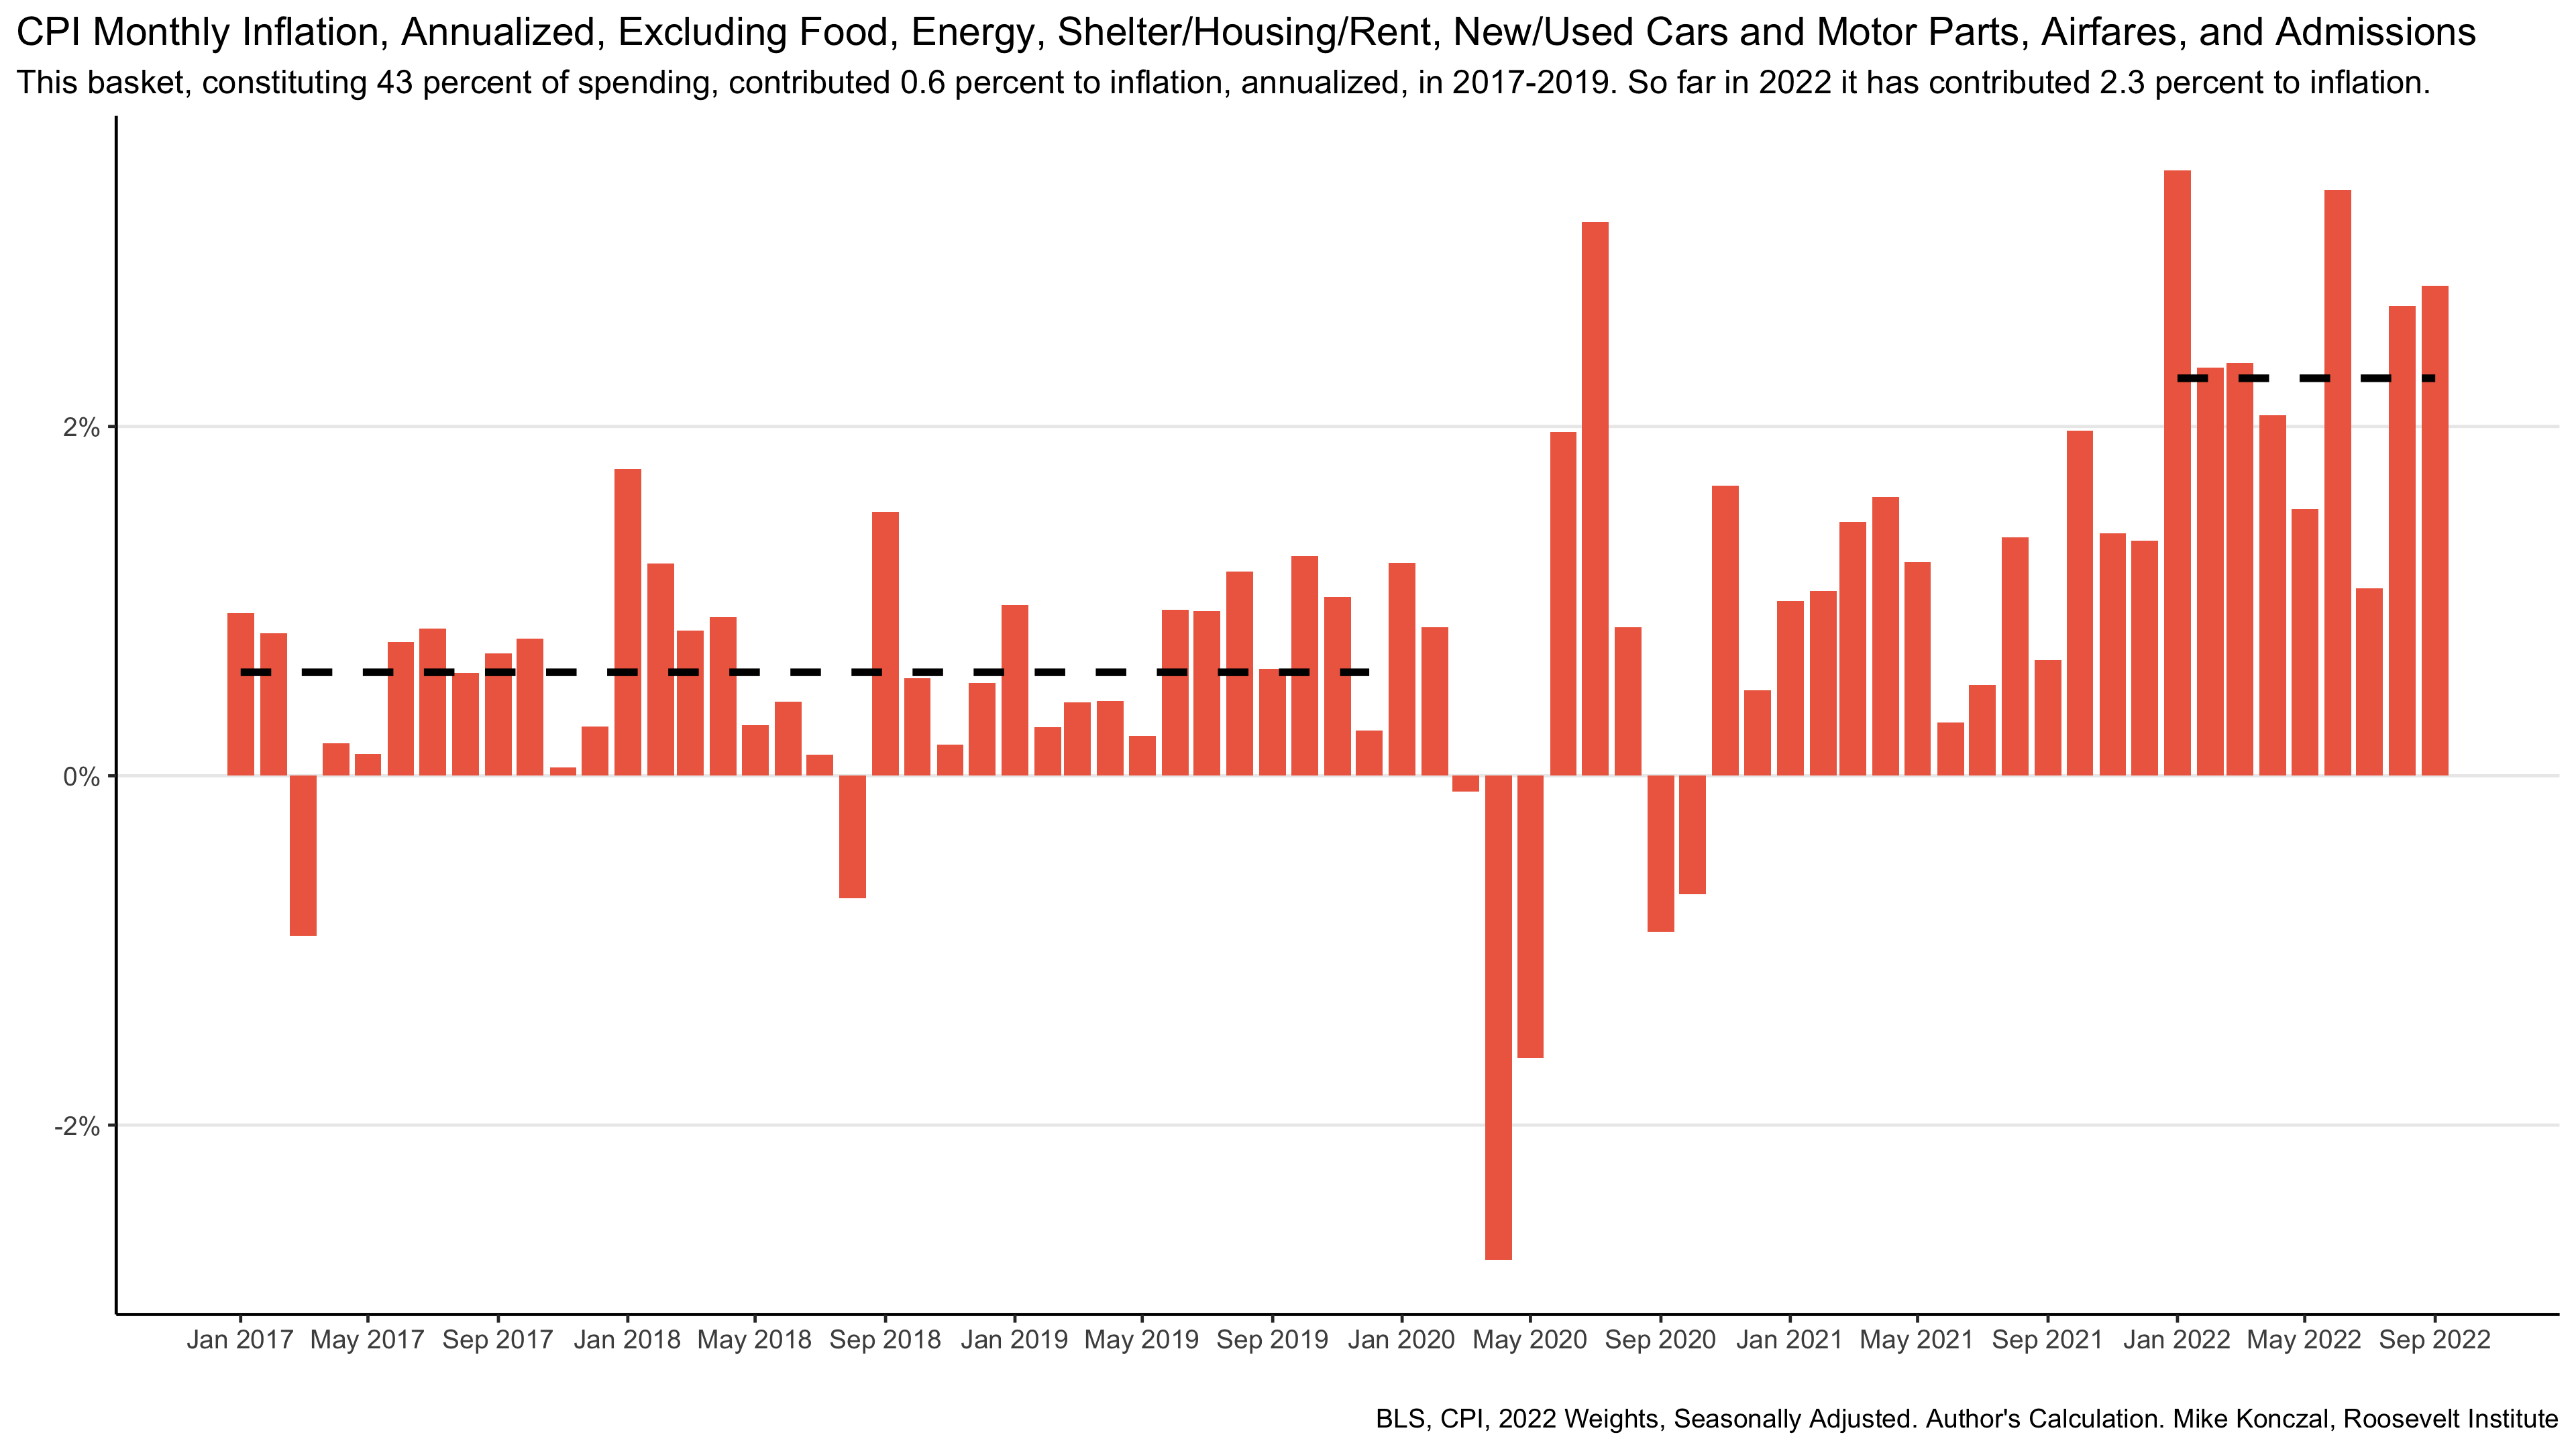 CPI Monthly Inflation, Annualized, Excluding Food, Energy, Shelter/Housing/Rent, New/Used Cars and Motor Parts, Airfares, and Admissions
This basket, constituting 43 percent of spending, contributed 0.6 percent to inflation, annualized, in 2017-2019. So far in 2022 it has contributed 2.3 percent to inflation.
2%
0%
-2%
Jan 2017 May 2017 Sep 2017 Jan 2018 May 2018 Sep 2018 Jan 2019 May 2019 Sep 2019 Jan 2020 May 2020 Sep 2020 Jan 2021 May 2021 Sep 2021 Jan 2022 May 2022 Sep 2022
BLS, CPI, 2022 Weights, Seasonally Adjusted. Author's Calculation. Mike Konczal, Roosevelt Institute